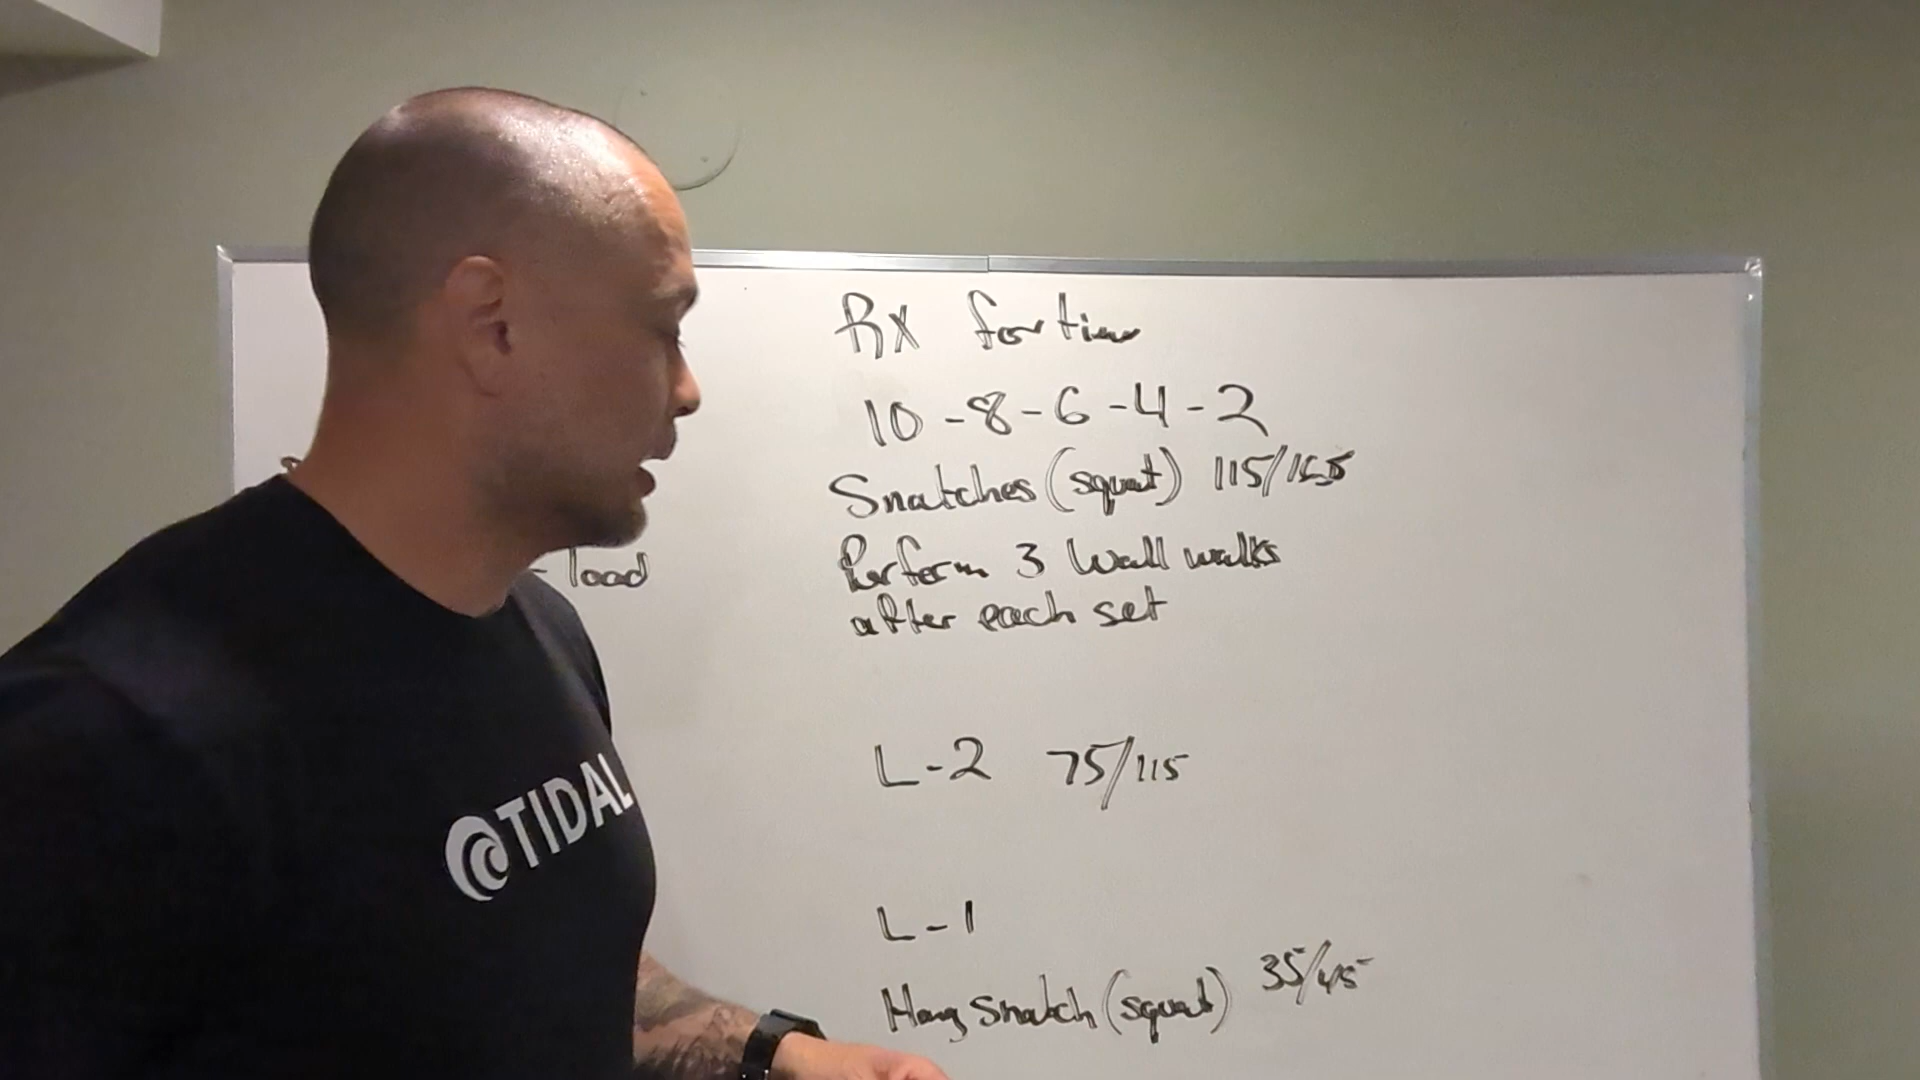 RX for time
10-8-6-4-2
Snatches (squat) 115/155
Perform 3 Wall walks
after each set
- load
L-2 75/115
L-1
Hang Snatch (squat) 35/45
@TIDAL